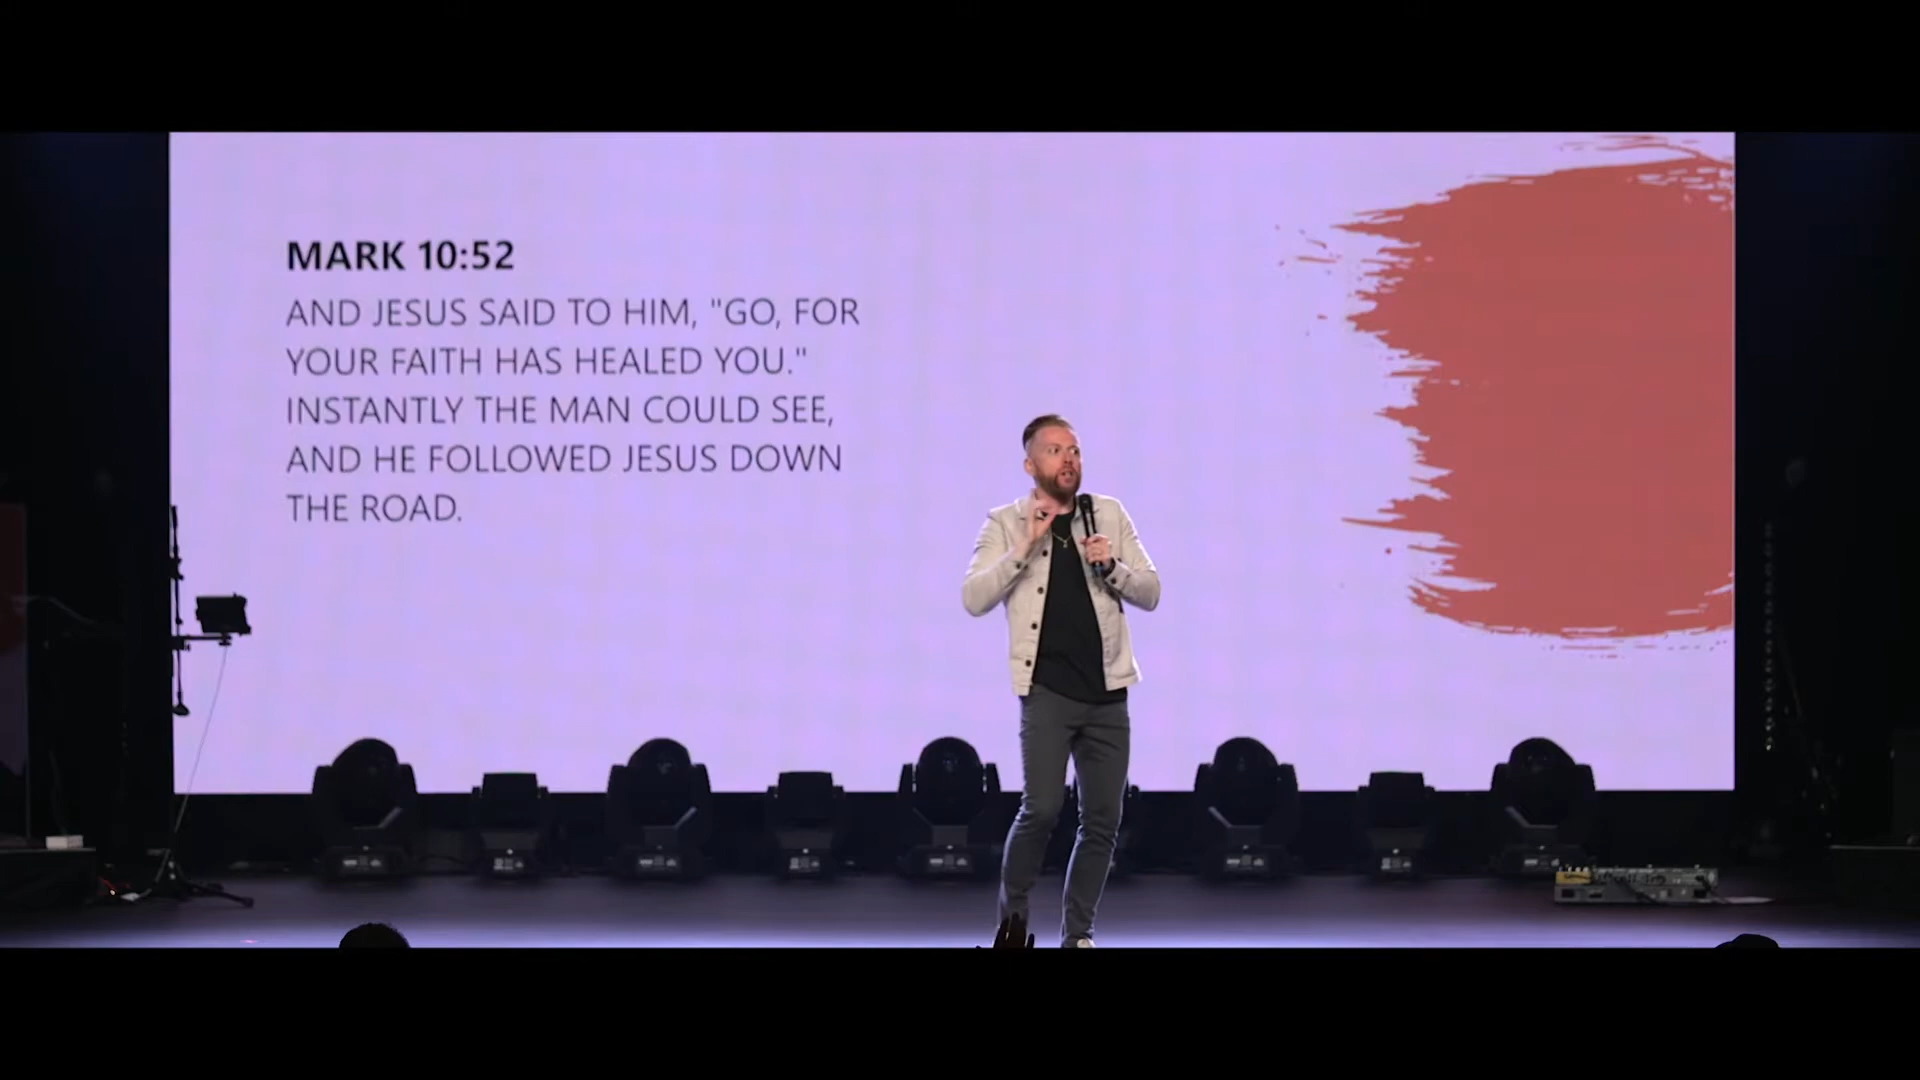 MARK 10:52
AND JESUS SAID TO HIM, "GO, FOR
YOUR FAITH HAS HEALED YOU."
INSTANTLY THE MAN COULD SEE,
AND HE FOLLOWED JESUS DOWN
THE ROAD.